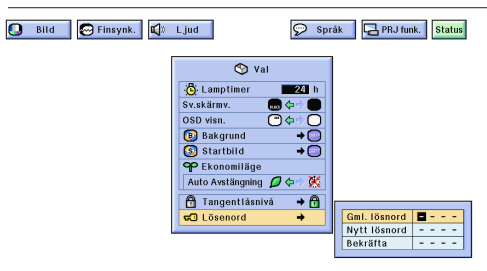 Bild Finsynk. Ljud Språk PRJ funk. Status
Val
Lamptimer 24 h
Sv.skärmv.
OSD visn.
Bakgrund
Startbild
Ekonomiläge
Auto Avstängning
Tangentlåsnivå
Lösenord
Gml. lösnord - - - -
Nytt lösnord - - - -
Bekräfta - - - -